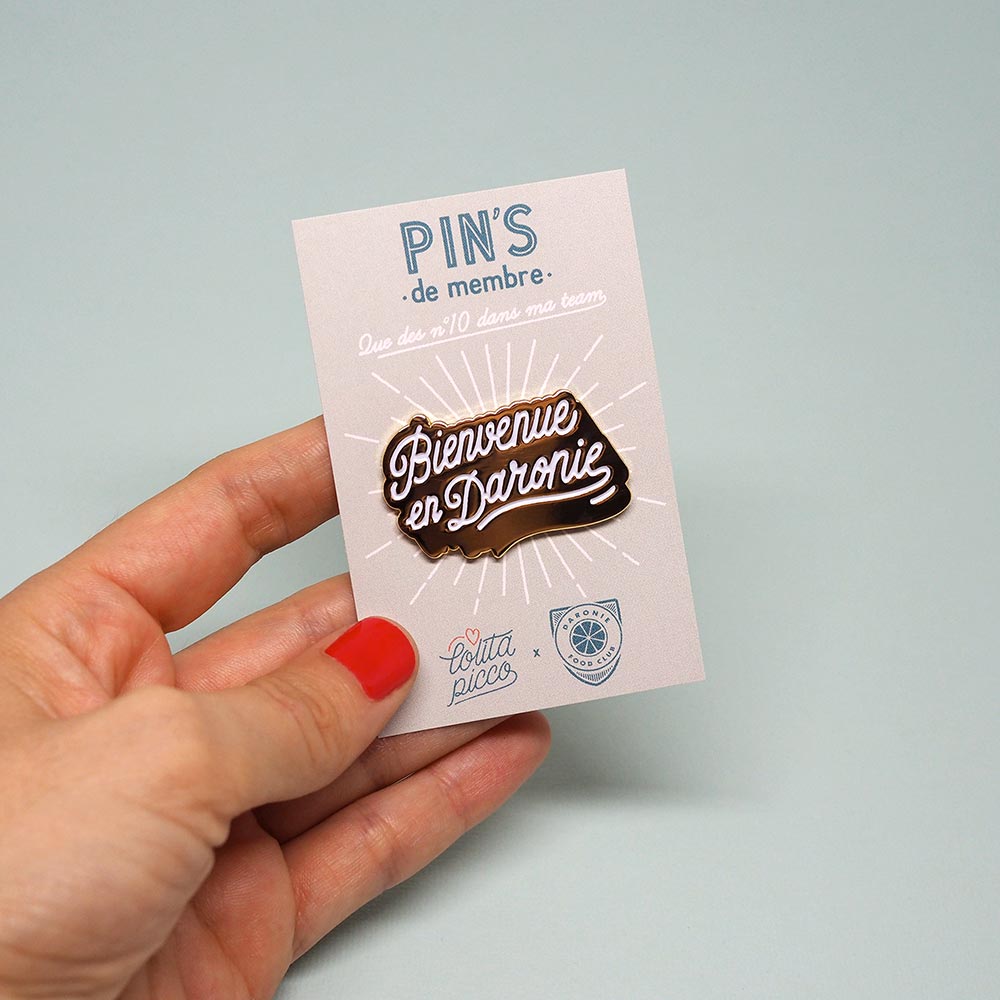 PIN'S
·de membre·
Que des n°10 dans ma team
Bienvenue
en Daronie
lolita
picco
x
DARONIE
FOOD CLUB